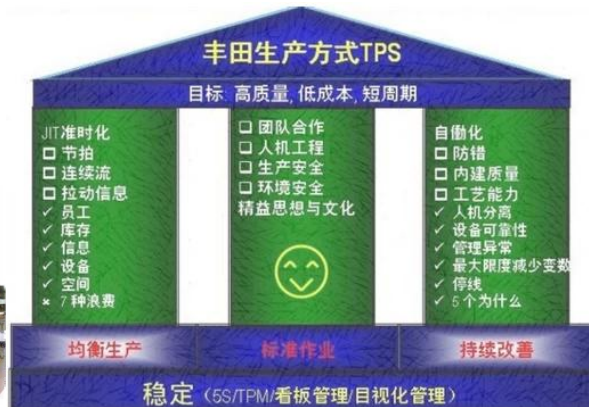 丰田生产方式TPS
目标: 高质量, 低成本, 短周期
JIT准时化
□ 节拍
□ 连续流
□ 拉动信息
✓ 员工
✓ 库存
✓ 信息
✓ 设备
✓ 空间
× 7 种浪费
□ 团队合作
□ 人机工程
□ 生产安全
□ 环境安全
精益思想与文化
自働化
□ 防错
□ 内建质量
□ 工艺能力
✓ 人机分离
✓ 设备可靠性
✓ 管理异常
✓ 最大限度减少变数
✓ 停线
✓ 5 个为什么
均衡生产
标准作业
持续改善
稳定（5S/TPM/看板管理/目视化管理）